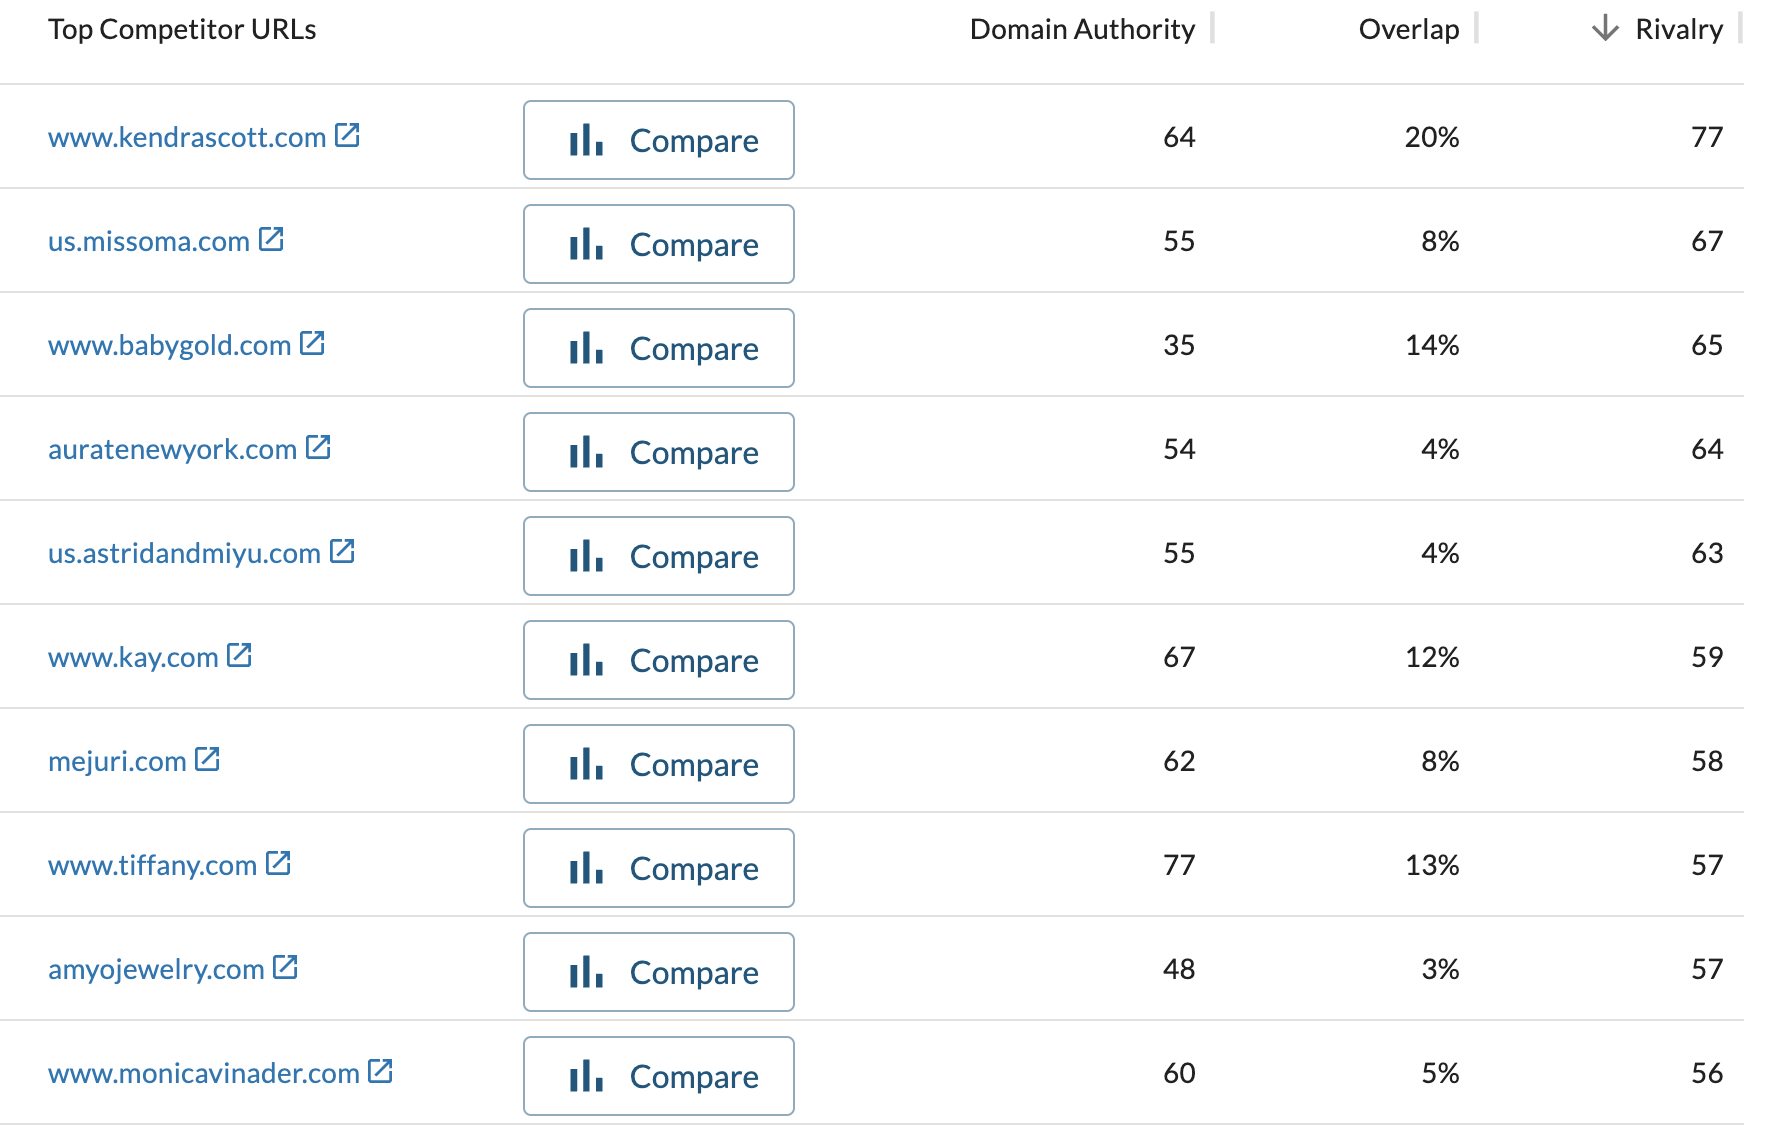 Top Competitor URLs Domain Authority Overlap Rivalry
www.kendrascott.com Compare 64 20% 77
us.missoma.com Compare 55 8% 67
www.babygold.com Compare 35 14% 65
auratenewyork.com Compare 54 4% 64
us.astridandmiyu.com Compare 55 4% 63
www.kay.com Compare 67 12% 59
mejuri.com Compare 62 8% 58
www.tiffany.com Compare 77 13% 57
amyojewelry.com Compare 48 3% 57
www.monicavinader.com Compare 60 5% 56